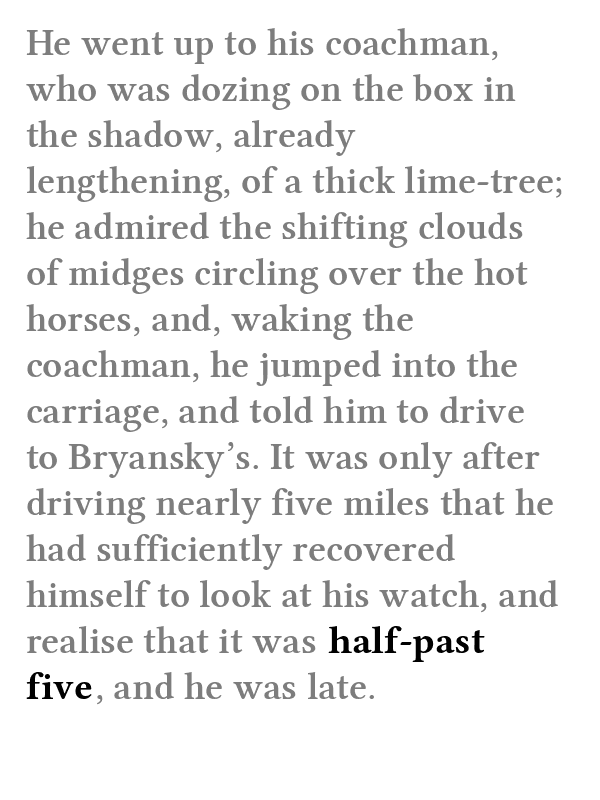 He went up to his coachman,
who was dozing on the box in
the shadow, already
lengthening, of a thick lime-tree;
he admired the shifting clouds
of midges circling over the hot
horses, and, waking the
coachman, he jumped into the
carriage, and told him to drive
to Bryansky’s. It was only after
driving nearly five miles that he
had sufficiently recovered
himself to look at his watch, and
realise that it was half-past
five, and he was late.